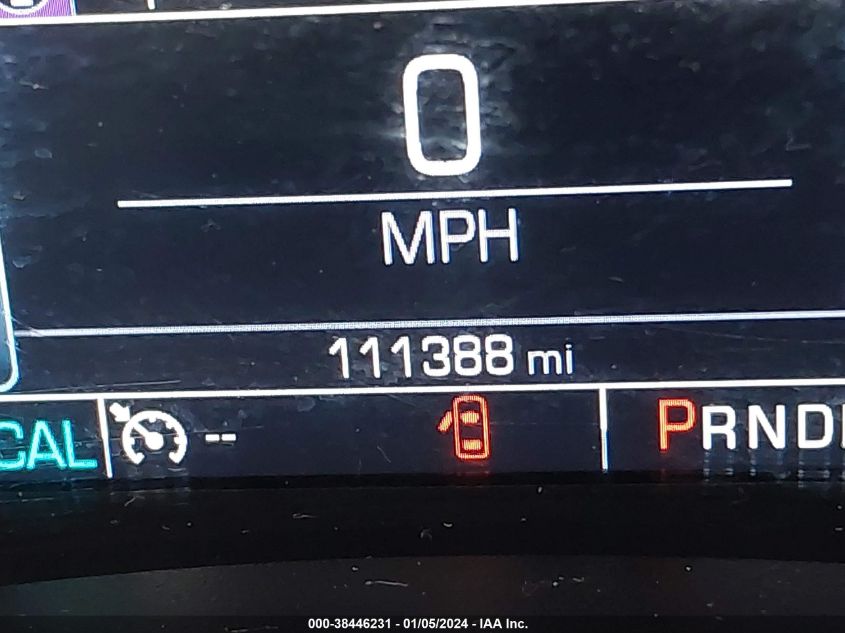 0
MPH
111388 mi
CAL
--
PRND
000-38446231 - 01/05/2024 - IAA Inc.